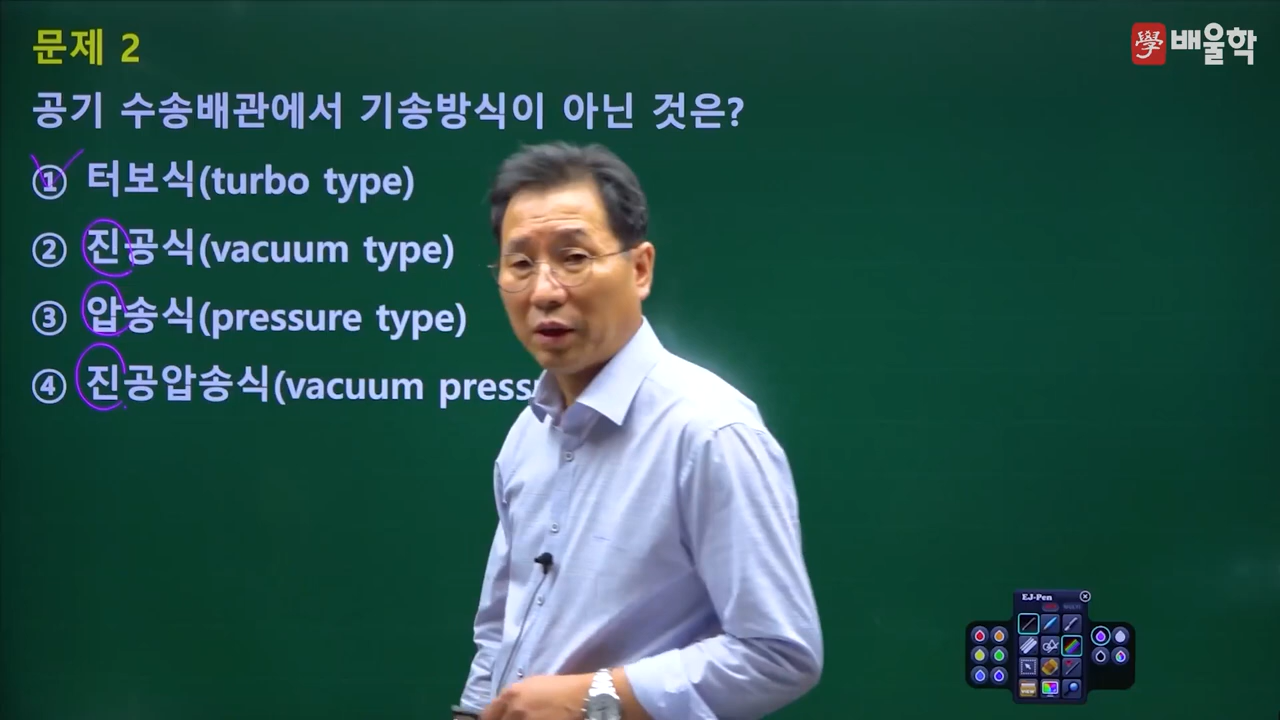 문제 2
學 배울학
공기 수송배관에서 기송방식이 아닌 것은?
① 터보식(turbo type)
② 진공식(vacuum type)
③ 압송식(pressure type)
④ 진공압송식(vacuum press
EJ-Pen
VIEW